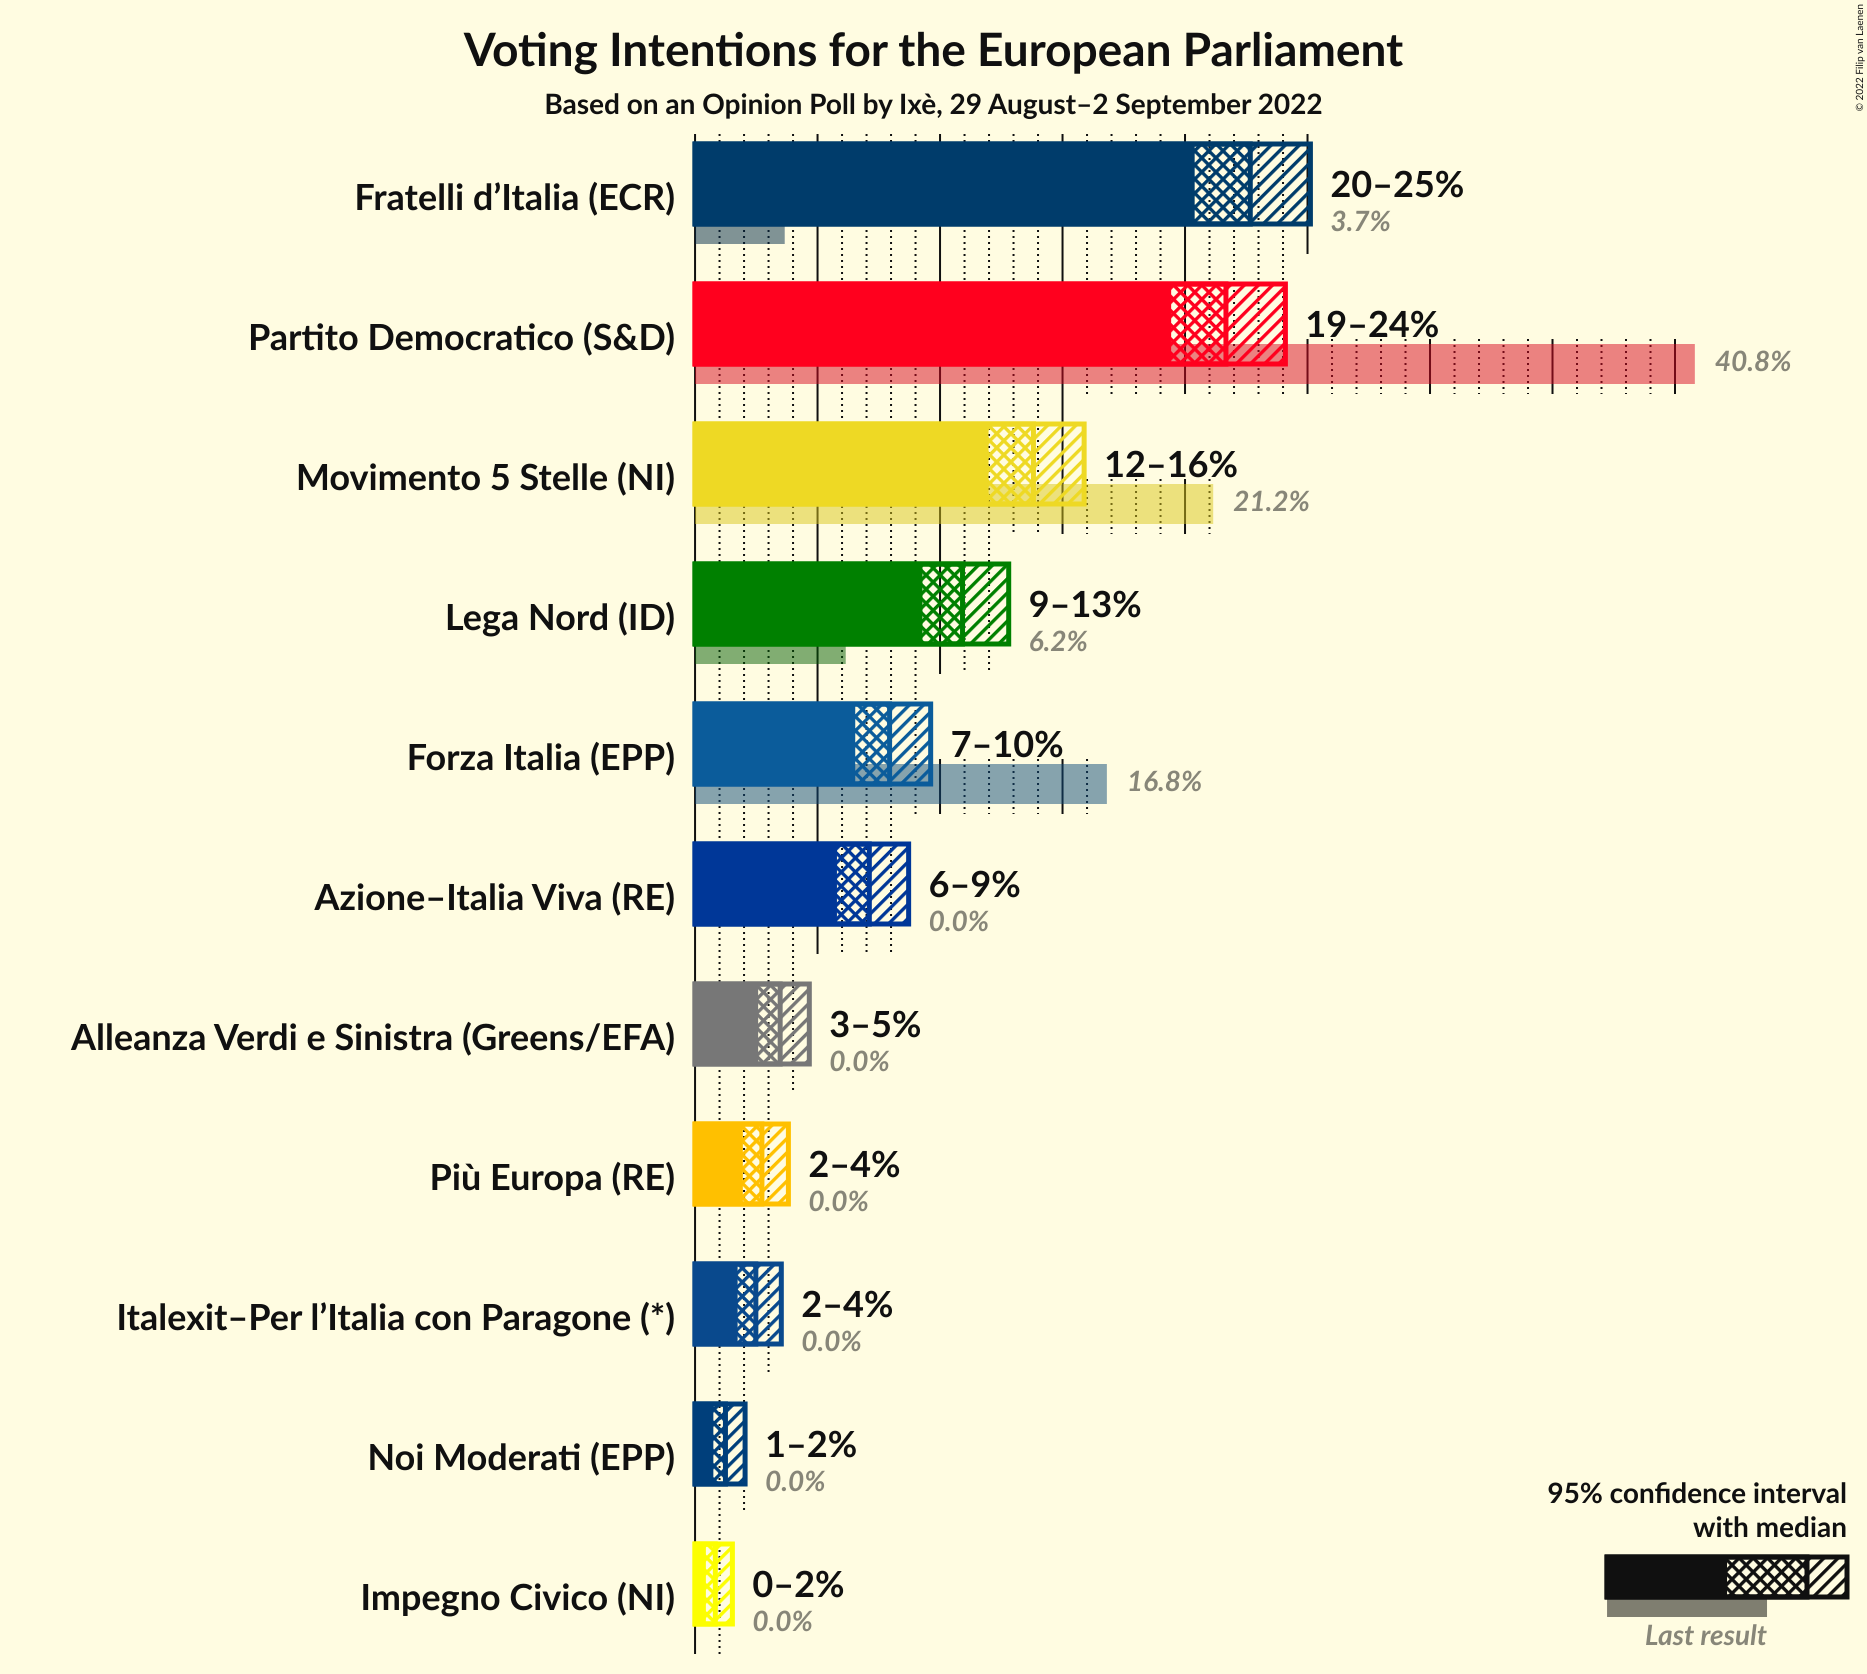 Voting Intentions for the European Parliament
Based on an Opinion Poll by Ixè, 29 August–2 September 2022
© 2022 Filip van Laenen
Fratelli d’Italia (ECR)
20–25%
3.7%
Partito Democratico (S&D)
19–24%
40.8%
Movimento 5 Stelle (NI)
12–16%
21.2%
Lega Nord (ID)
9–13%
6.2%
Forza Italia (EPP)
7–10%
16.8%
Azione–Italia Viva (RE)
6–9%
0.0%
Alleanza Verdi e Sinistra (Greens/EFA)
3–5%
0.0%
Più Europa (RE)
2–4%
0.0%
Italexit–Per l’Italia con Paragone (*)
2–4%
0.0%
Noi Moderati (EPP)
1–2%
0.0%
Impegno Civico (NI)
0–2%
0.0%
95% confidence interval
with median
Last result